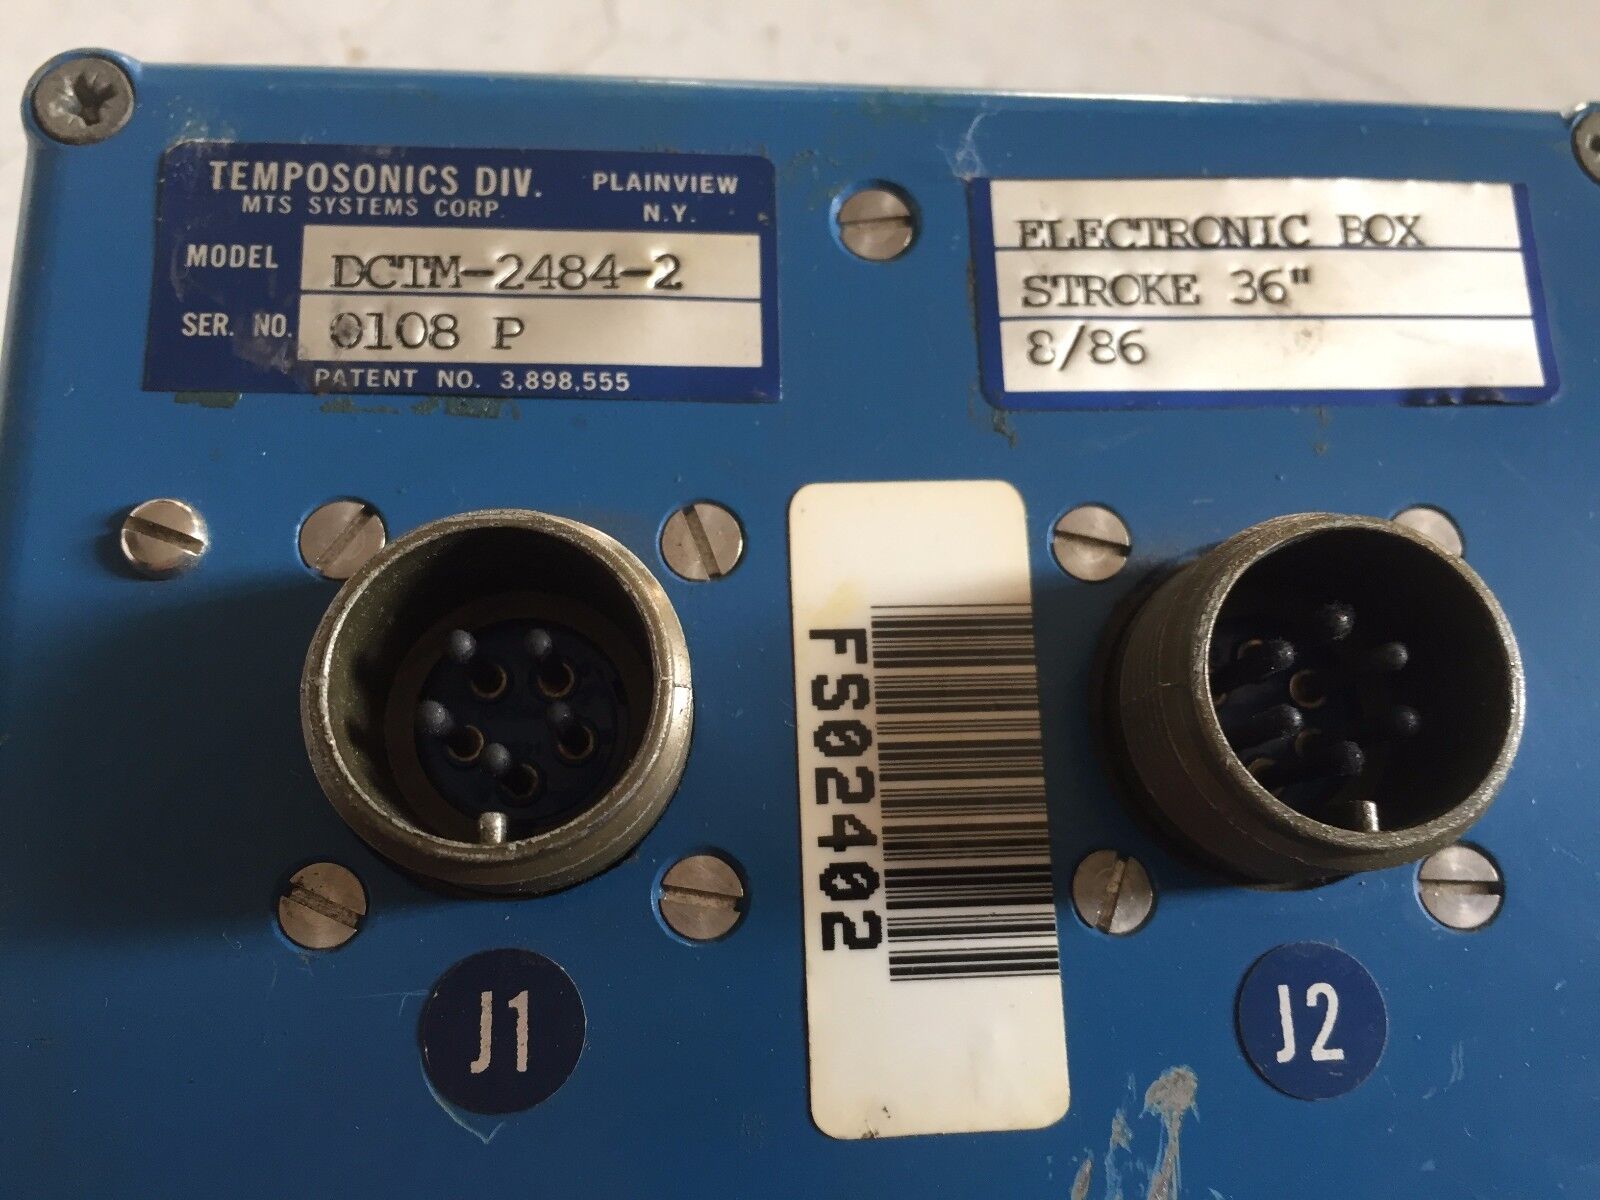 TEMPOSONICS DIV. PLAINVIEW
MTS SYSTEMS CORP. N.Y.
MODEL DCTM-2484-2
SER. NO. 0108 P
PATENT NO. 3,898,555
ELECTRONIC BOX
STROKE 36"
8/86
FS02402
J1
J2